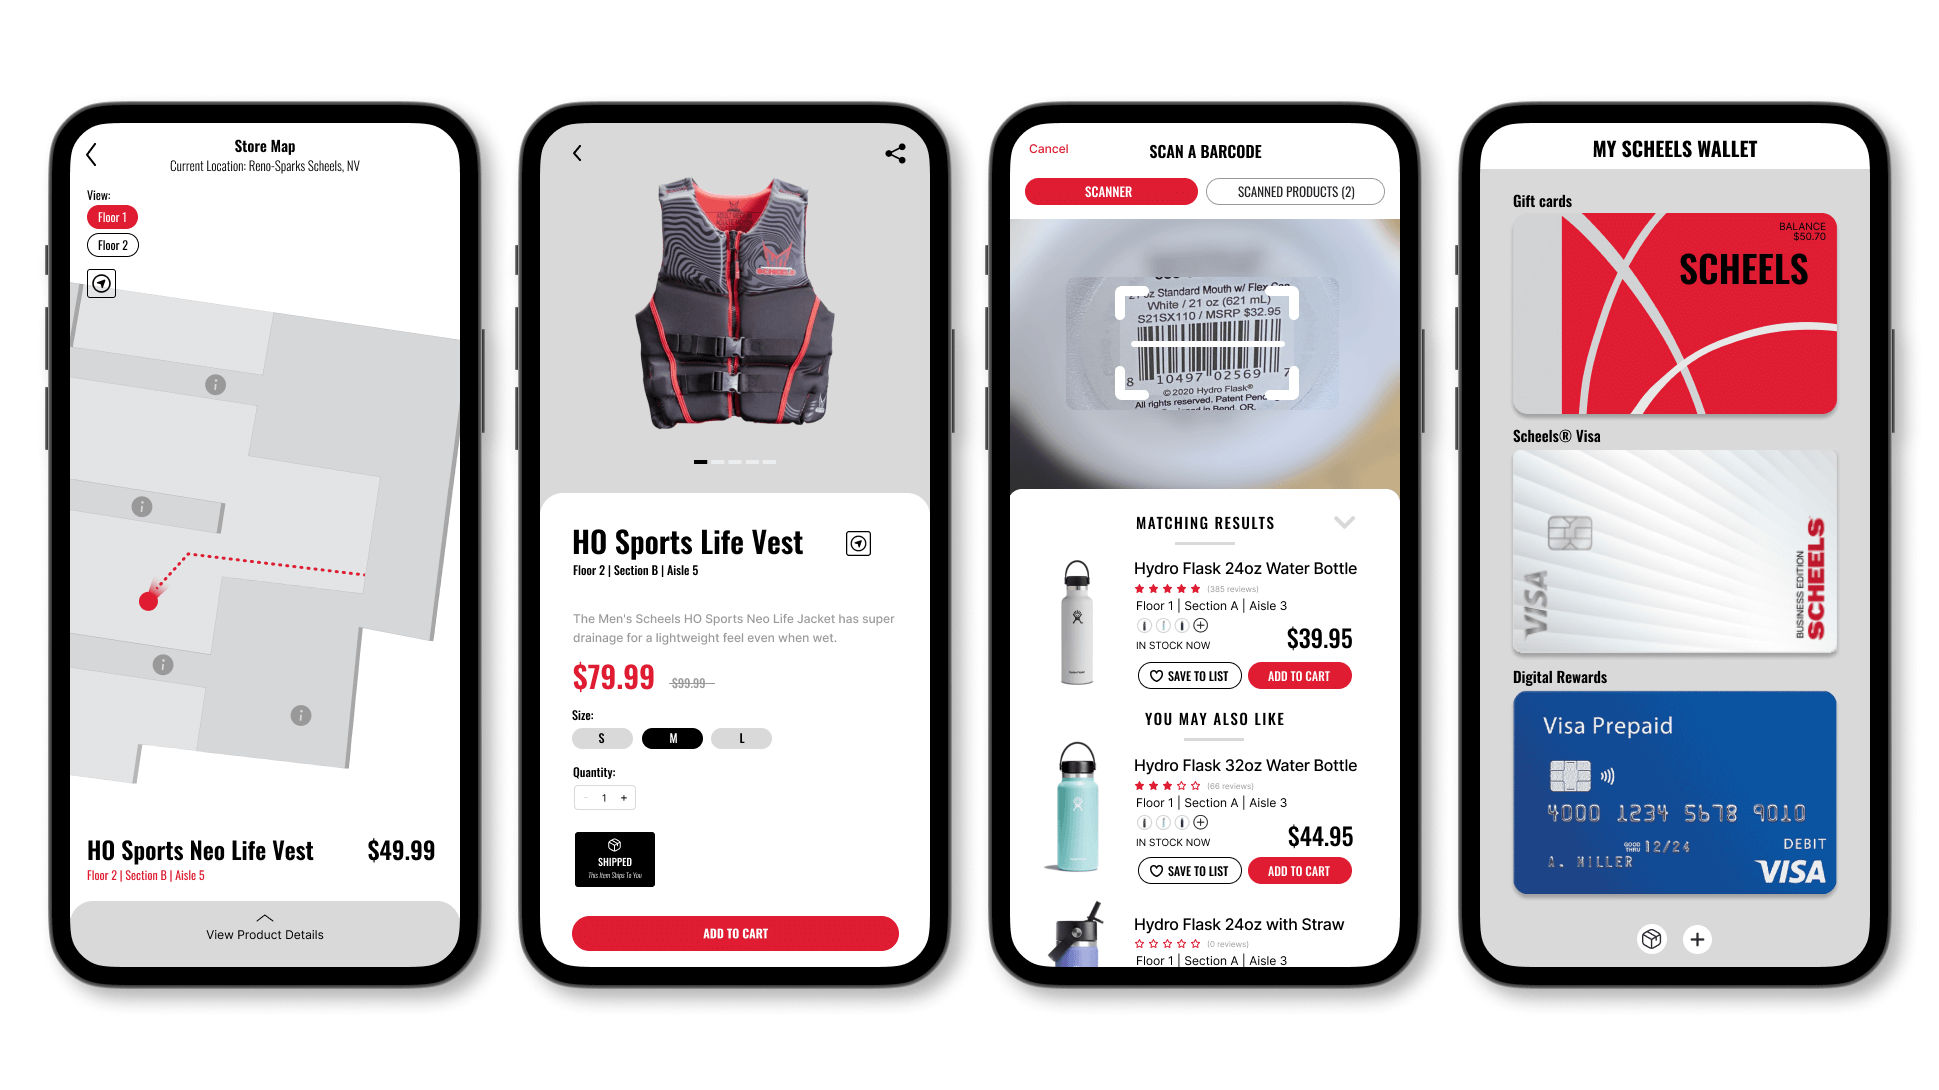 Store Map
Current Location: Reno-Sparks Scheels, NV
View:
Floor 1
Floor 2
HO Sports Neo Life Vest
$49.99
Floor 2 | Section B | Aisle 5
View Product Details
HO Sports Life Vest
Floor 2 | Section B | Aisle 5
The Men's Scheels HO Sports Neo Life Jacket has super
drainage for a lightweight feel even when wet.
$79.99 $99.99
Size:
S M L
Quantity:
- 1 +
SHIPPED
This Item Ships To You
ADD TO CART
Cancel
SCAN A BARCODE
SCANNER
SCANNED PRODUCTS (2)
oz Standard Mouth w/ Flex Cap
White / 21 oz (621 mL)
S21SX110 / MSRP $32.95
8 10497 02569 7
©2020 Hydro Flask®
All rights reserved. Patent
in Bend, OR.
MATCHING RESULTS
Hydro Flask 24oz Water Bottle
(385 reviews)
Floor 1 | Section A | Aisle 3
IN STOCK NOW
$39.95
SAVE TO LIST
ADD TO CART
YOU MAY ALSO LIKE
Hydro Flask 32oz Water Bottle
(66 reviews)
Floor 1 | Section A | Aisle 3
IN STOCK NOW
$44.95
SAVE TO LIST
ADD TO CART
Hydro Flask 24oz with Straw
(0 reviews)
Floor 1 | Section A | Aisle 3
MY SCHEELS WALLET
Gift cards
BALANCE
$50.70
SCHEELS
Scheels® Visa
VISA
BUSINESS EDITION
SCHEELS
Digital Rewards
Visa Prepaid
4000 1234 5678 9010
GOOD
THRU
12/24
A. MILLER
DEBIT
VISA